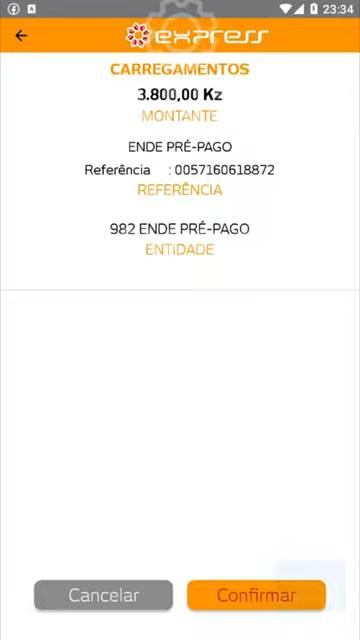 23:34
express
CARREGAMENTOS
3.800,00 Kz
MONTANTE
ENDE PRÉ-PAGO
Referência : 0057160618872
REFERÊNCIA
982 ENDE PRÉ-PAGO
ENTIDADE
Cancelar Confirmar